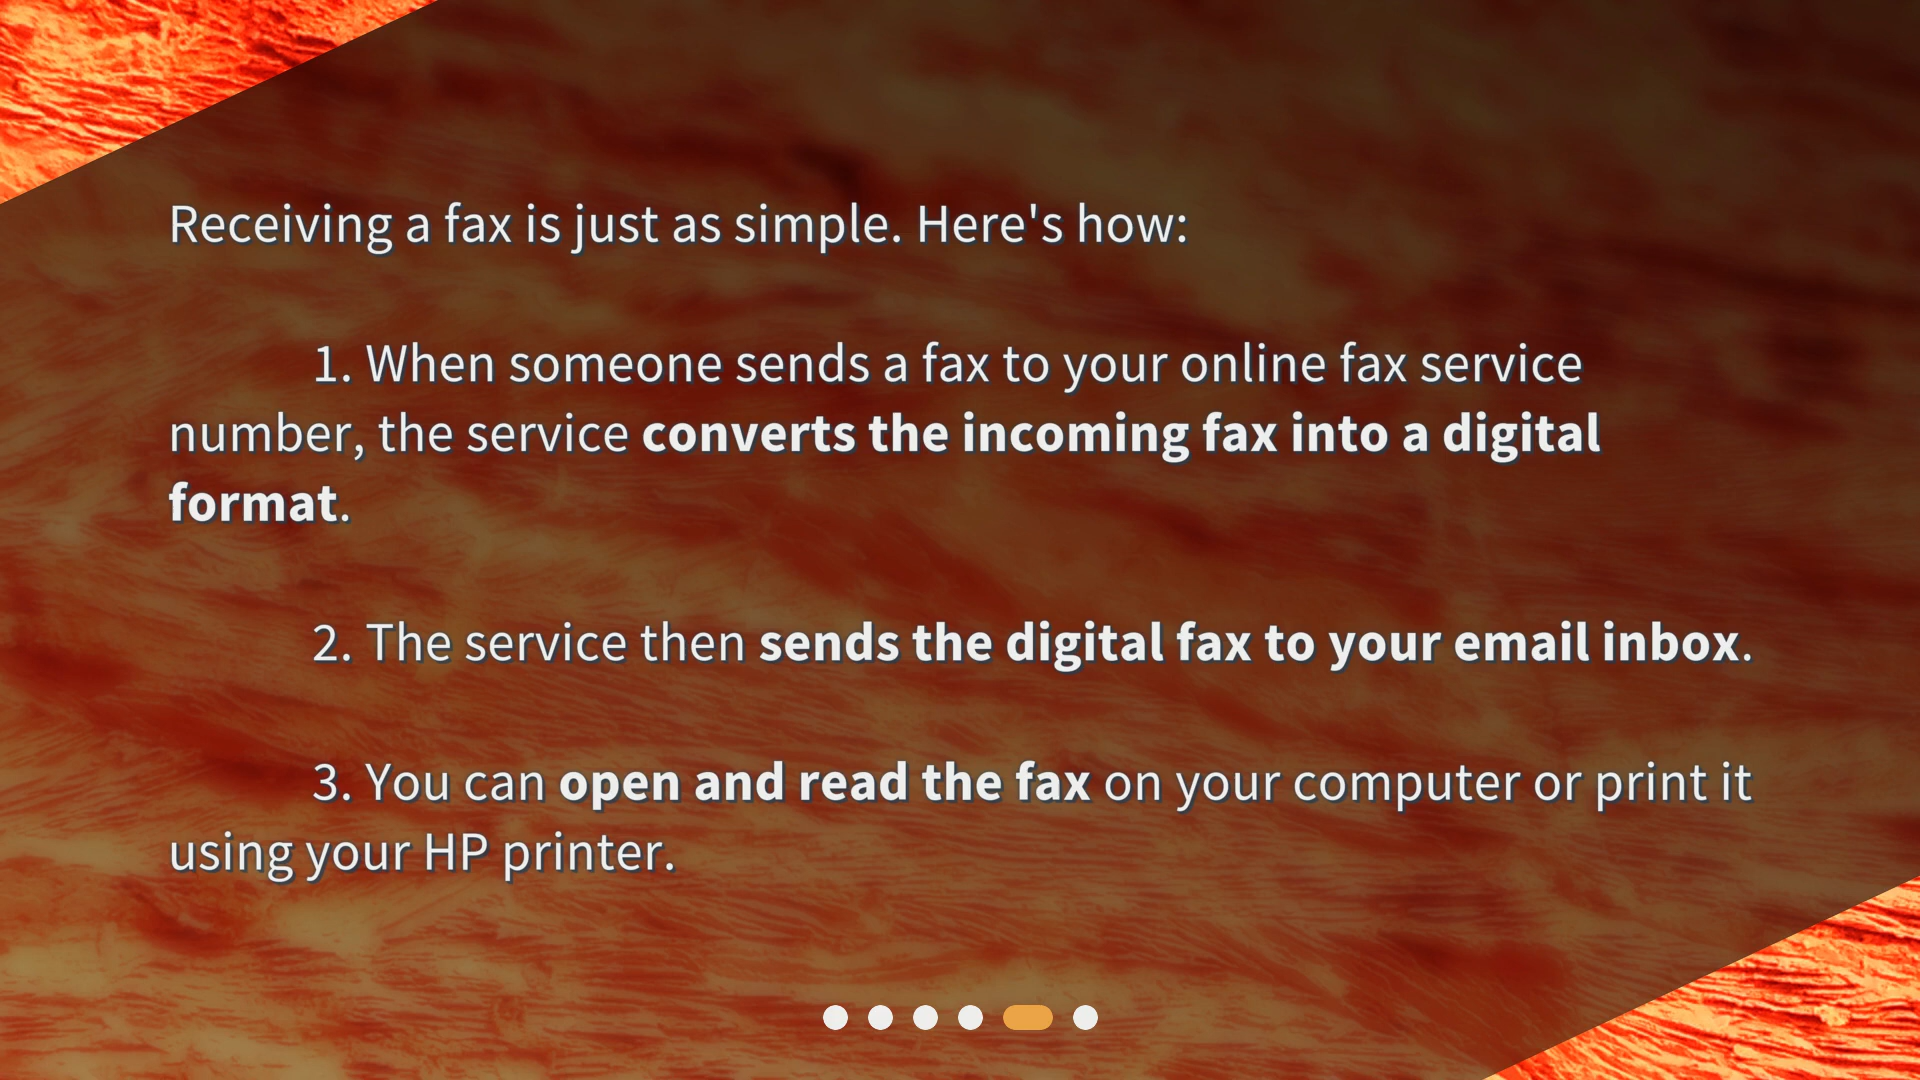 Receiving a fax is just as simple. Here's how:
1. When someone sends a fax to your online fax service
number, the service converts the incoming fax into a digital
format.
2. The service then sends the digital fax to your email inbox.
3. You can open and read the fax on your computer or print it
using your HP printer.